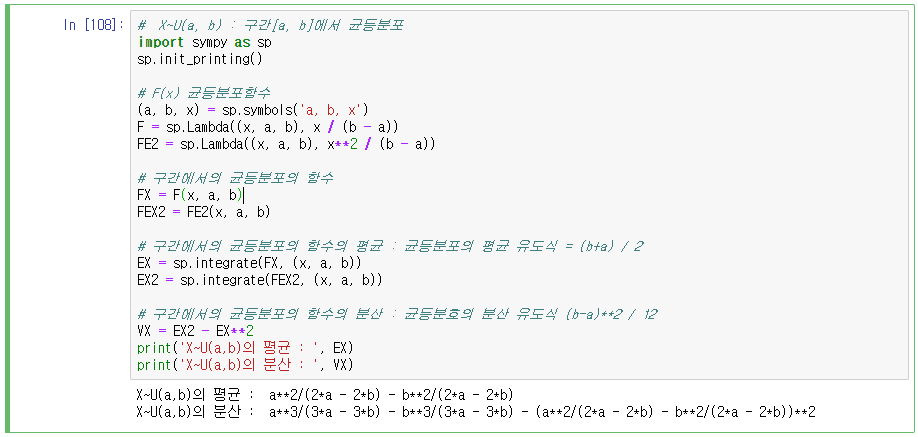 In [108]:
# X~U(a, b) : 구간[a, b]에서 균등분포
import sympy as sp
sp.init_printing()
# F(x) 균등분포함수
(a, b, x) = sp.symbols('a, b, x')
F = sp.Lambda((x, a, b), x / (b - a))
FE2 = sp.Lambda((x, a, b), x**2 / (b - a))
# 구간에서의 균등분포의 함수
FX = F(x, a, b)
FEX2 = FE2(x, a, b)
# 구간에서의 균등분포의 함수의 평균 : 균등분포의 평균 유도식 = (b+a) / 2
EX = sp.integrate(FX, (x, a, b))
EX2 = sp.integrate(FEX2, (x, a, b))
# 구간에서의 균등분포의 함수의 분산 : 균등분호의 분산 유도식 (b-a)**2 / 12
VX = EX2 - EX**2
print('X~U(a,b)의 평균 : ', EX)
print('X~U(a,b)의 분산 : ', VX)
X~U(a,b)의 평균 :  a**2/(2*a - 2*b) - b**2/(2*a - 2*b)
X~U(a,b)의 분산 :  a**3/(3*a - 3*b) - b**3/(3*a - 3*b) - (a**2/(2*a - 2*b) - b**2/(2*a - 2*b))**2